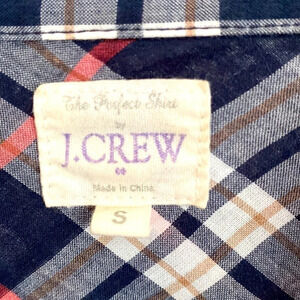 The Perfect Shirt
by
J.CREW
Made in China
S